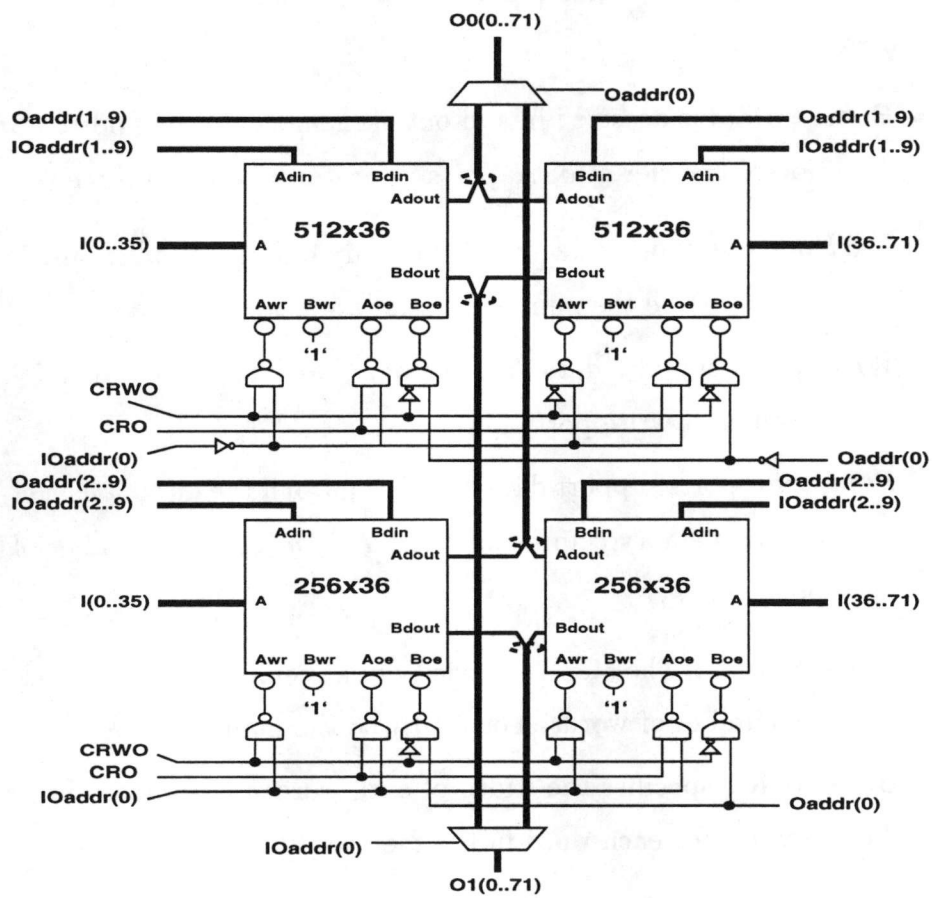 O0(0..71)
Oaddr(0)
Oaddr(1..9)
Oaddr(1..9)
IOaddr(1..9)
IOaddr(1..9)
Adin Bdin
Bdin Adin
Adout
Adout
512x36
512x36
I(0..35)
A
A
I(36..71)
Bdout
Bdout
Awr Bwr Aoe Boe
Awr Bwr Aoe Boe
‘1‘
‘1‘
CRWO
CRO
IOaddr(0)
Oaddr(0)
Oaddr(2..9)
Oaddr(2..9)
IOaddr(2..9)
IOaddr(2..9)
Adin Bdin
Bdin Adin
Adout
Adout
256x36
256x36
I(0..35)
A
A
I(36..71)
Bdout
Bdout
Awr Bwr Aoe Boe
Awr Bwr Aoe Boe
‘1‘
‘1‘
CRWO
CRO
IOaddr(0)
Oaddr(0)
IOaddr(0)
O1(0..71)